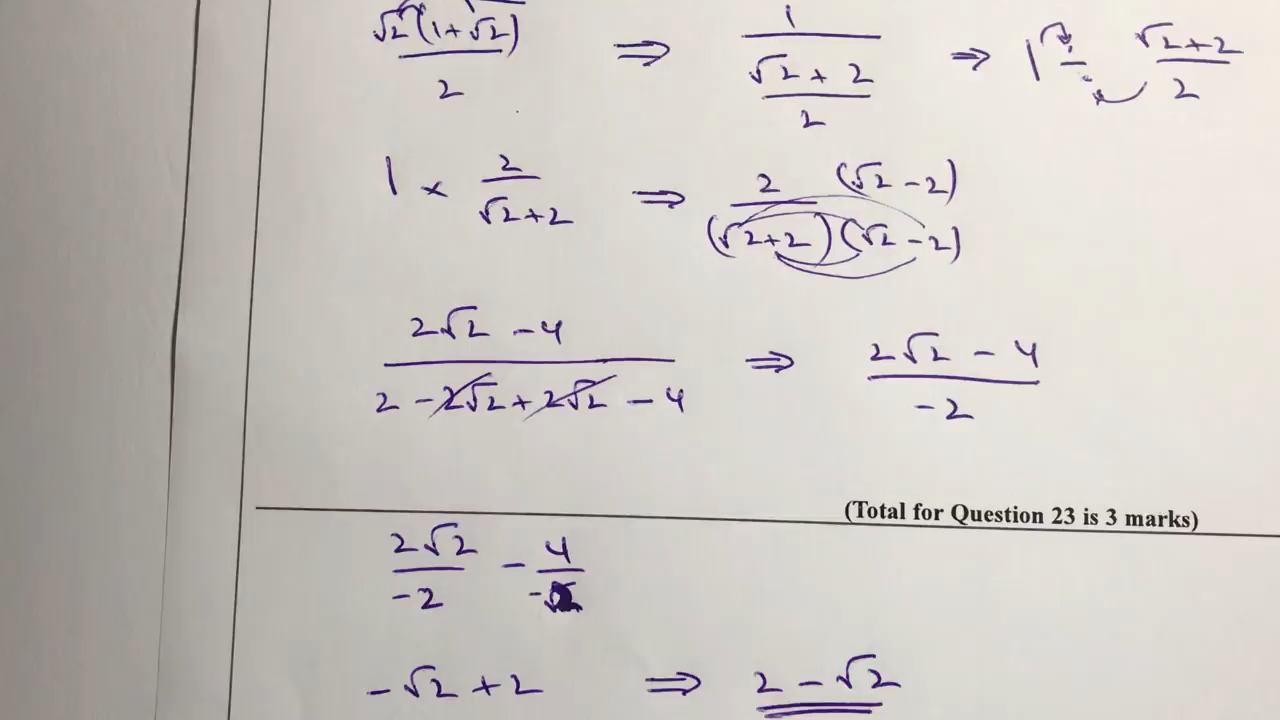 √2(1+√2)/2 ⇒ 1/((√2+2)/2) ⇒ 1 ÷ (√2+2)/2
1 × 2/(√2+2) ⇒ 2(√2-2)/(√2+2)(√2-2)
(2√2-4)/(2-2√2+2√2-4) ⇒ (2√2-4)/-2
(Total for Question 23 is 3 marks)
2√2/-2 - 4/-2
-√2+2 ⇒ 2-√2